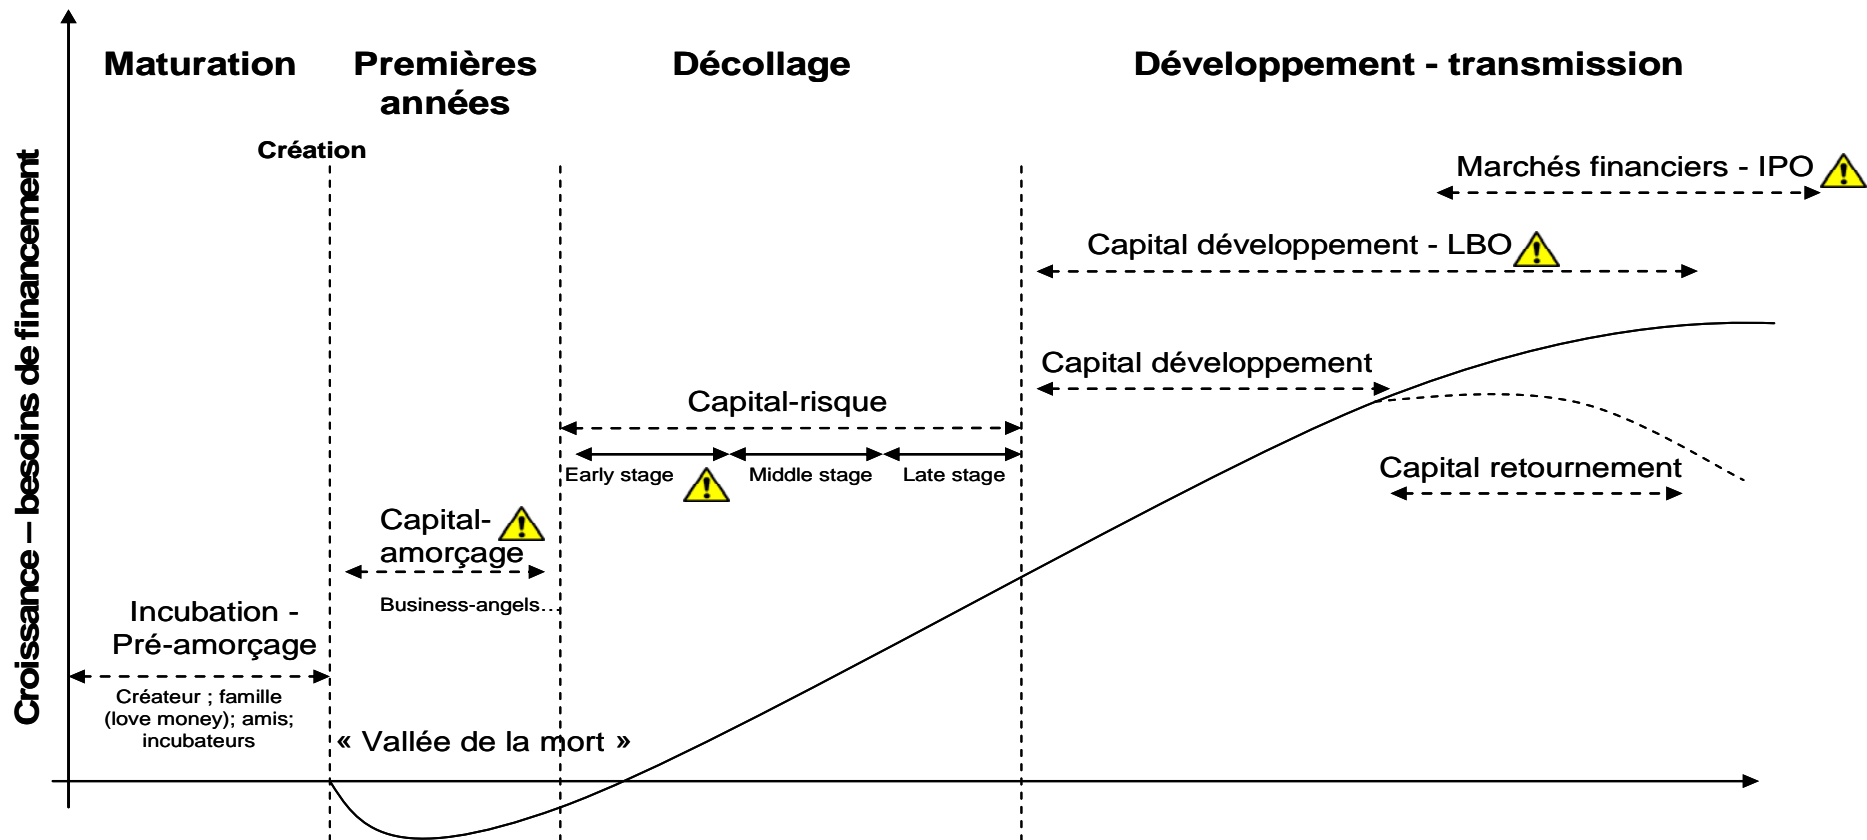 Maturation
Premières
années
Décollage
Développement - transmission
Création
Croissance – besoins de financement
Marchés financiers - IPO
Capital développement - LBO
Capital développement
Capital-risque
Early stage
Middle stage
Late stage
Capital retournement
Capital-
amorçage
Business-angels...
Incubation -
Pré-amorçage
Créateur ; famille
(love money); amis;
incubateurs
« Vallée de la mort »